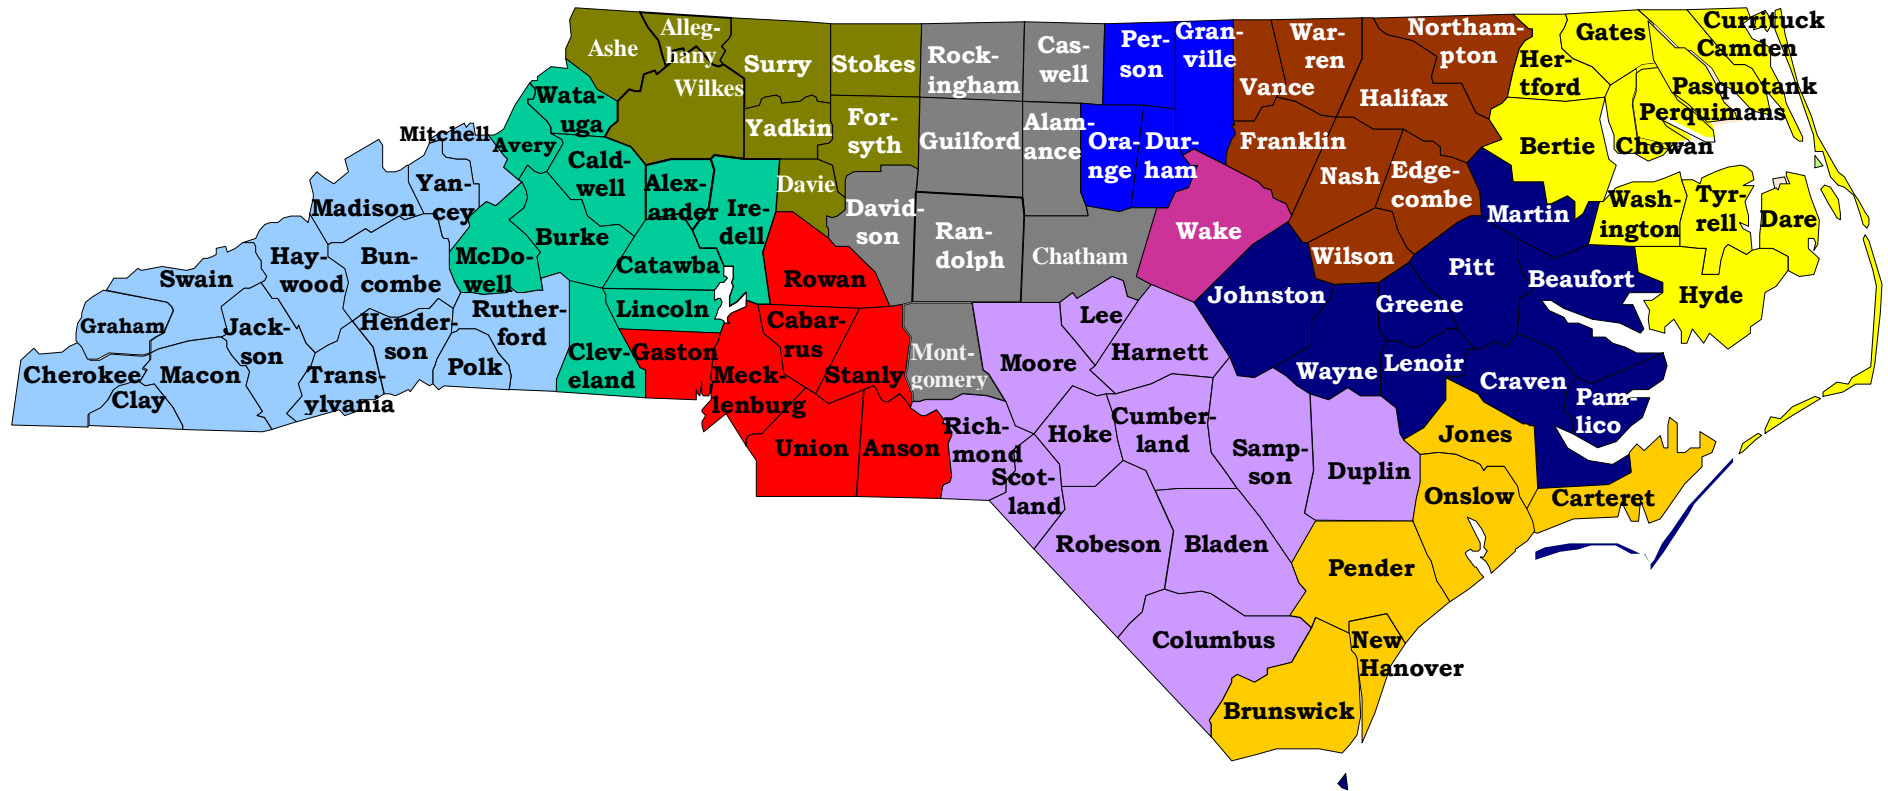 Ashe
Alleg-
hany
Wilkes
Surry
Stokes
Rock-
ingham
Cas-
well
Per-
son
Gran-
ville
Vance
War-
ren
Northam-
pton
Halifax
Her-
tford
Gates
Currituck
Camden
Pasquotank
Perquimans
Chowan
Bertie
Wata-
uga
Mitchell
Avery
Cald-
well
Yadkin
For-
syth
Guilford
Alam-
ance
Ora-
nge
Dur-
ham
Franklin
Nash
Edge-
combe
Martin
Wash-
ington
Tyr-
rell
Dare
Madison
Yan-
cey
Alex-
ander
Ire-
dell
Davie
David-
son
Ran-
dolph
Chatham
Wake
Wilson
Pitt
Beaufort
Hyde
Swain
Hay-
wood
Bun-
combe
McDo-
well
Burke
Catawba
Rowan
Johnston
Greene
Graham
Jack-
son
Hender-
son
Ruther-
ford
Lincoln
Cabar-
rus
Stanly
Mont-
gomery
Moore
Lee
Harnett
Wayne
Lenoir
Craven
Pam-
lico
Cherokee
Clay
Macon
Trans-
ylvania
Polk
Clev-
eland
Gaston
Meck-
lenburg
Union
Anson
Rich-
mond
Scot-
land
Hoke
Cumber-
land
Samp-
son
Duplin
Jones
Onslow
Carteret
Robeson
Bladen
Pender
Columbus
New
Hanover
Brunswick